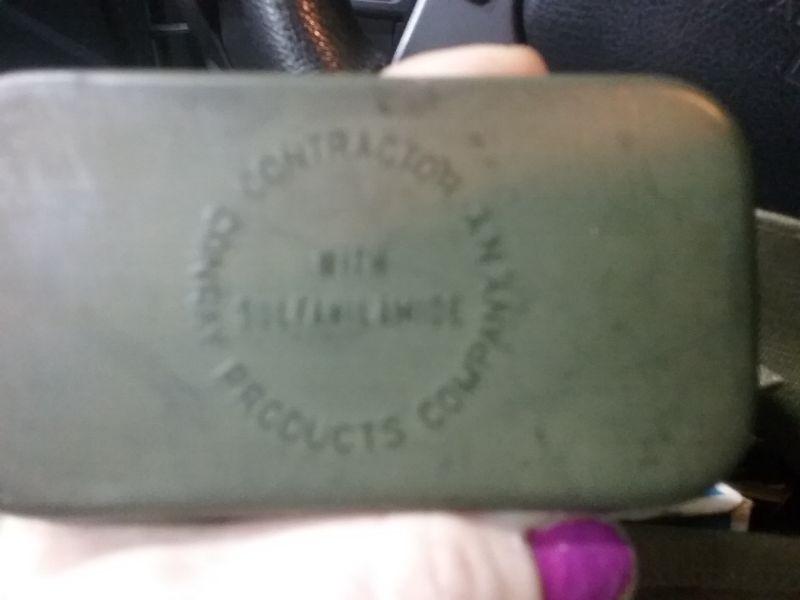 CONTRACTOR
PRODUCTS COMPANY
WITH
SULFANILAMIDE